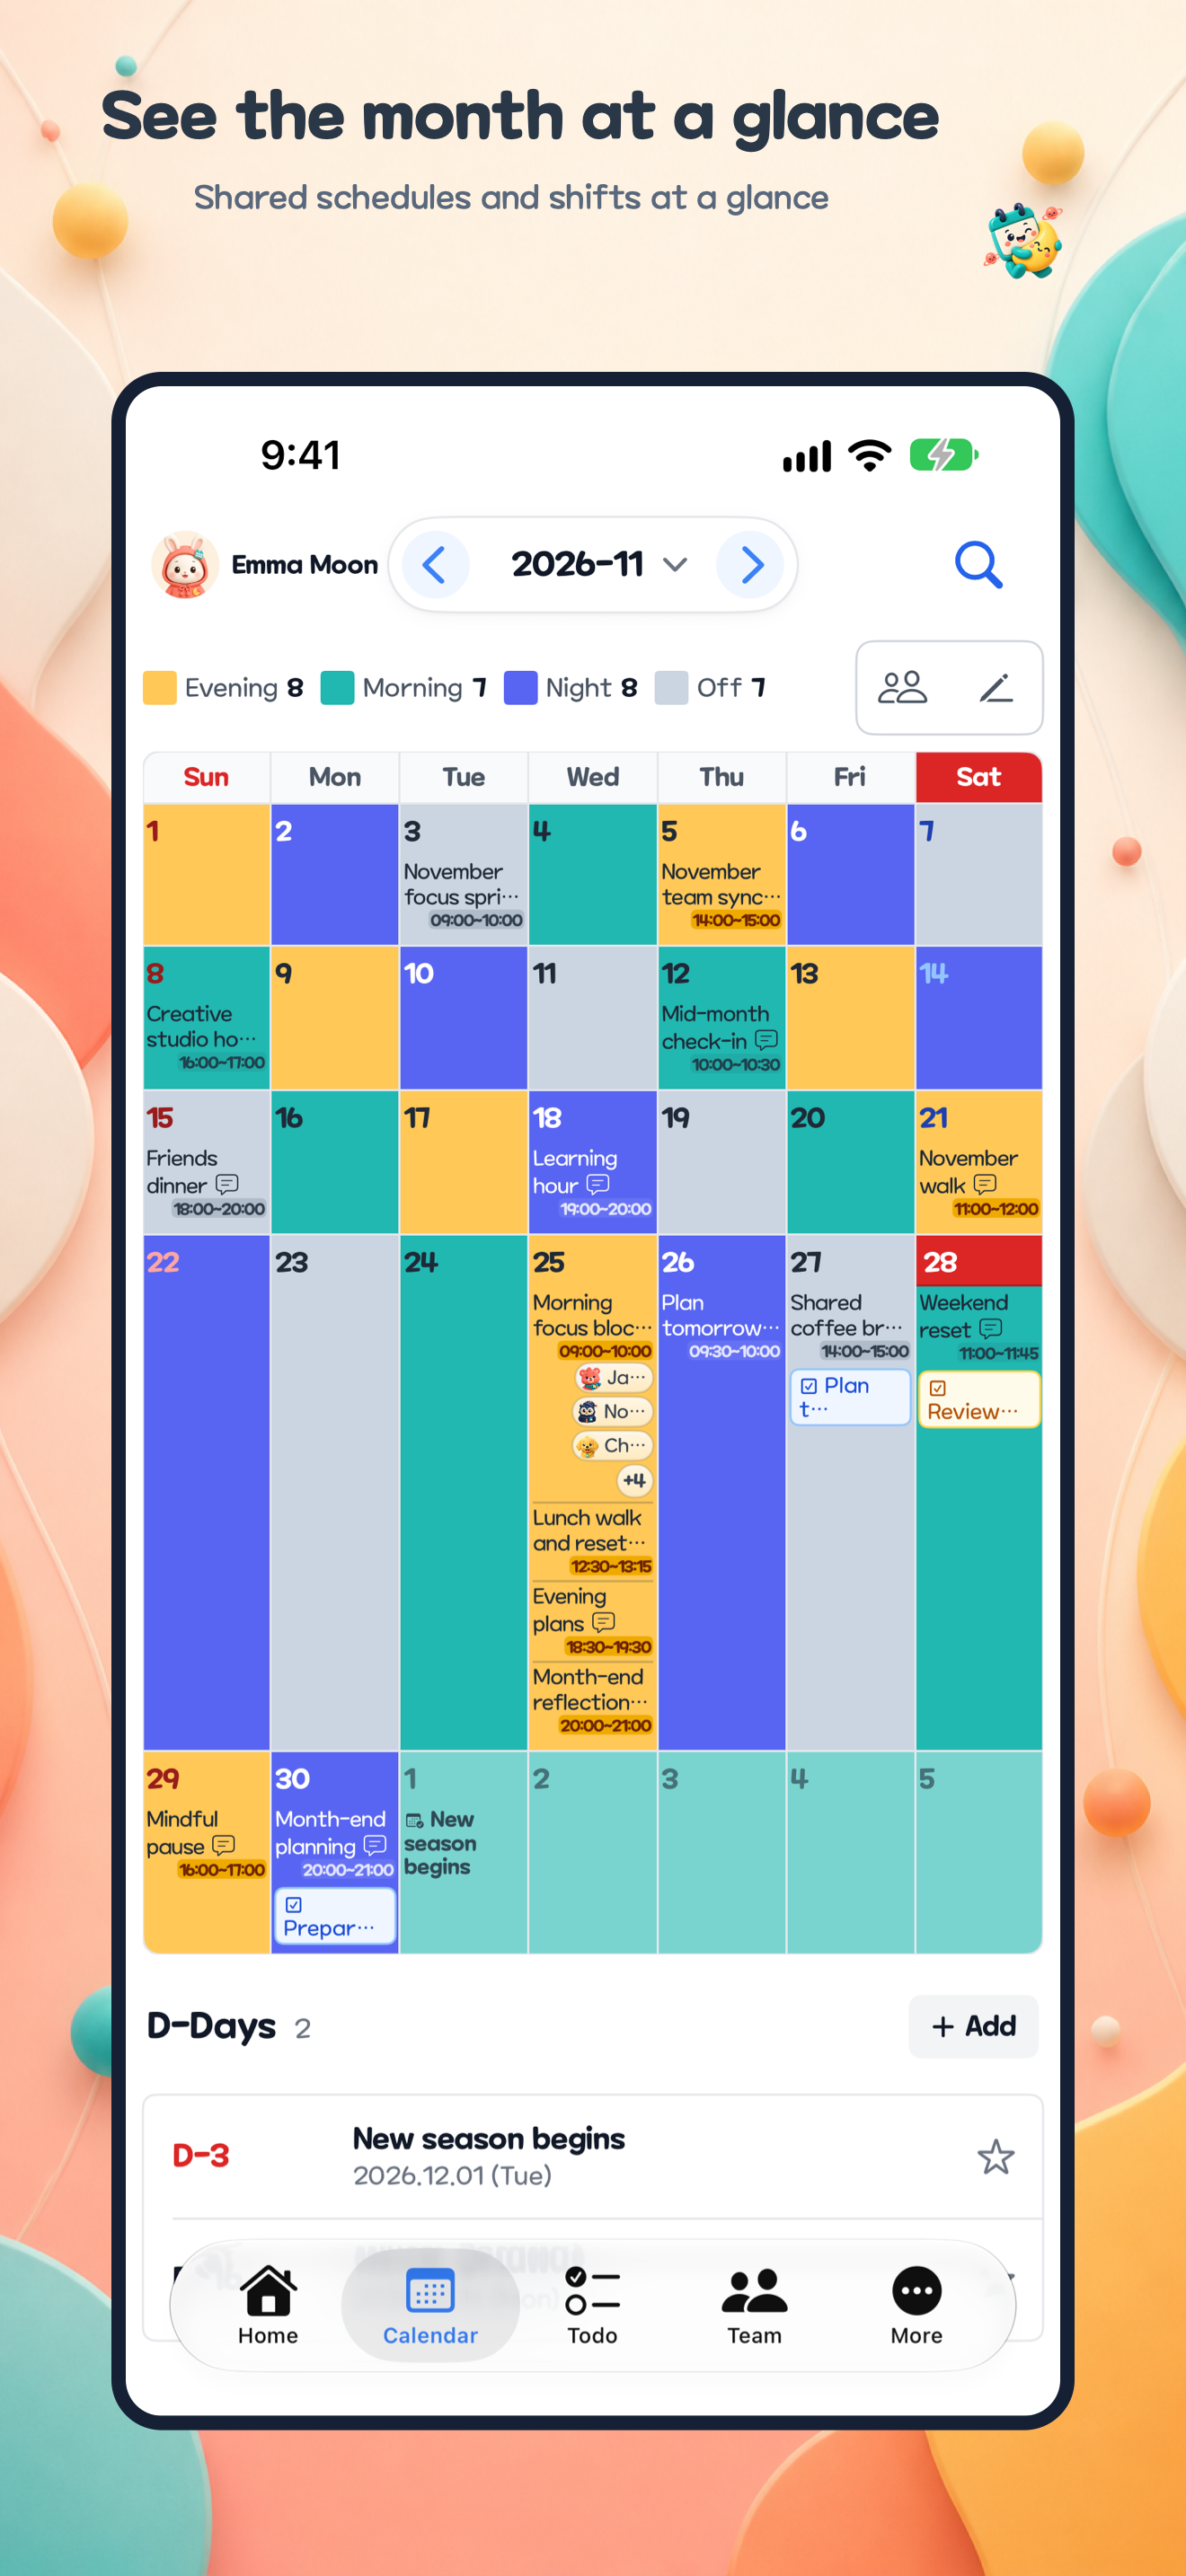 See the month at a glance
Shared schedules and shifts at a glance
9:41
Emma Moon
2026-11
Evening 8
Morning 7
Night 8
Off 7
Sun Mon Tue Wed Thu Fri Sat
1
2
3
November
focus spri···
09:00~10:00
4
5
November
team sync···
14:00~15:00
6
7
8
Creative
studio ho···
16:00~17:00
9
10
11
12
Mid-month
check-in
10:00~10:30
13
14
15
Friends
dinner
18:00~20:00
16
17
18
Learning
hour
19:00~20:00
19
20
21
November
walk
11:00~12:00
22
23
24
25
Morning
focus bloc···
09:00~10:00
Ja···
No···
Ch···
+4
Lunch walk
and reset···
12:30~13:15
Evening
plans
18:30~19:30
Month-end
reflection···
20:00~21:00
26
Plan
tomorrow···
09:30~10:00
27
Shared
coffee br···
14:00~15:00
Plan
t···
28
Weekend
reset
11:00~11:45
Review···
29
Mindful
pause
16:00~17:00
30
Month-end
planning
20:00~21:00
Prepar···
1
New
season
begins
2
3
4
5
D-Days 2
+ Add
D-3
New season begins
2026.12.01 (Tue)
Home
Calendar
Todo
Team
More